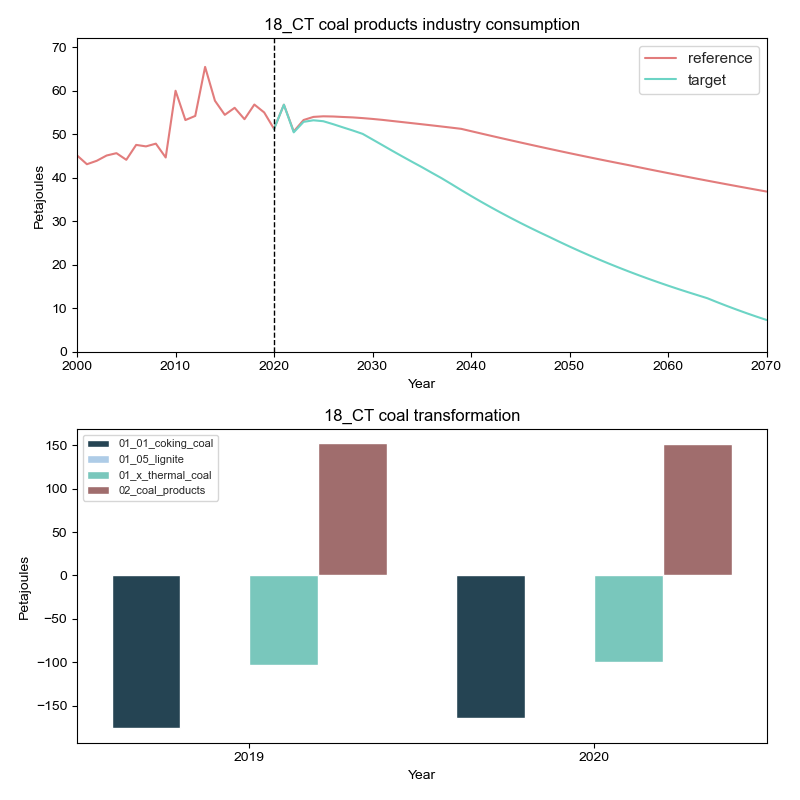 18_CT coal products industry consumption
70
60
50
40
30
20
10
0
Petajoules
reference
target
2000 2010 2020 2030 2040 2050 2060 2070
Year
18_CT coal transformation
150
100
50
0
−50
−100
−150
Petajoules
01_01_coking_coal
01_05_lignite
01_x_thermal_coal
02_coal_products
2019 2020
Year